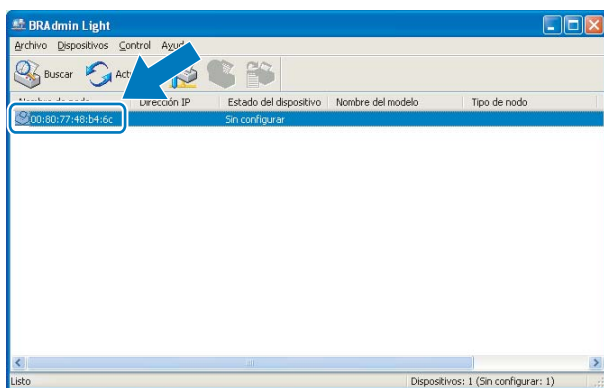 BRAdmin Light
Archivo Dispositivos Control
Buscar
Dirección IP Estado del dispositivo Nombre del modelo Tipo de nodo
00:80:77:48:b4:6c Sin configurar
Listo Dispositivos: 1 (Sin configurar: 1)